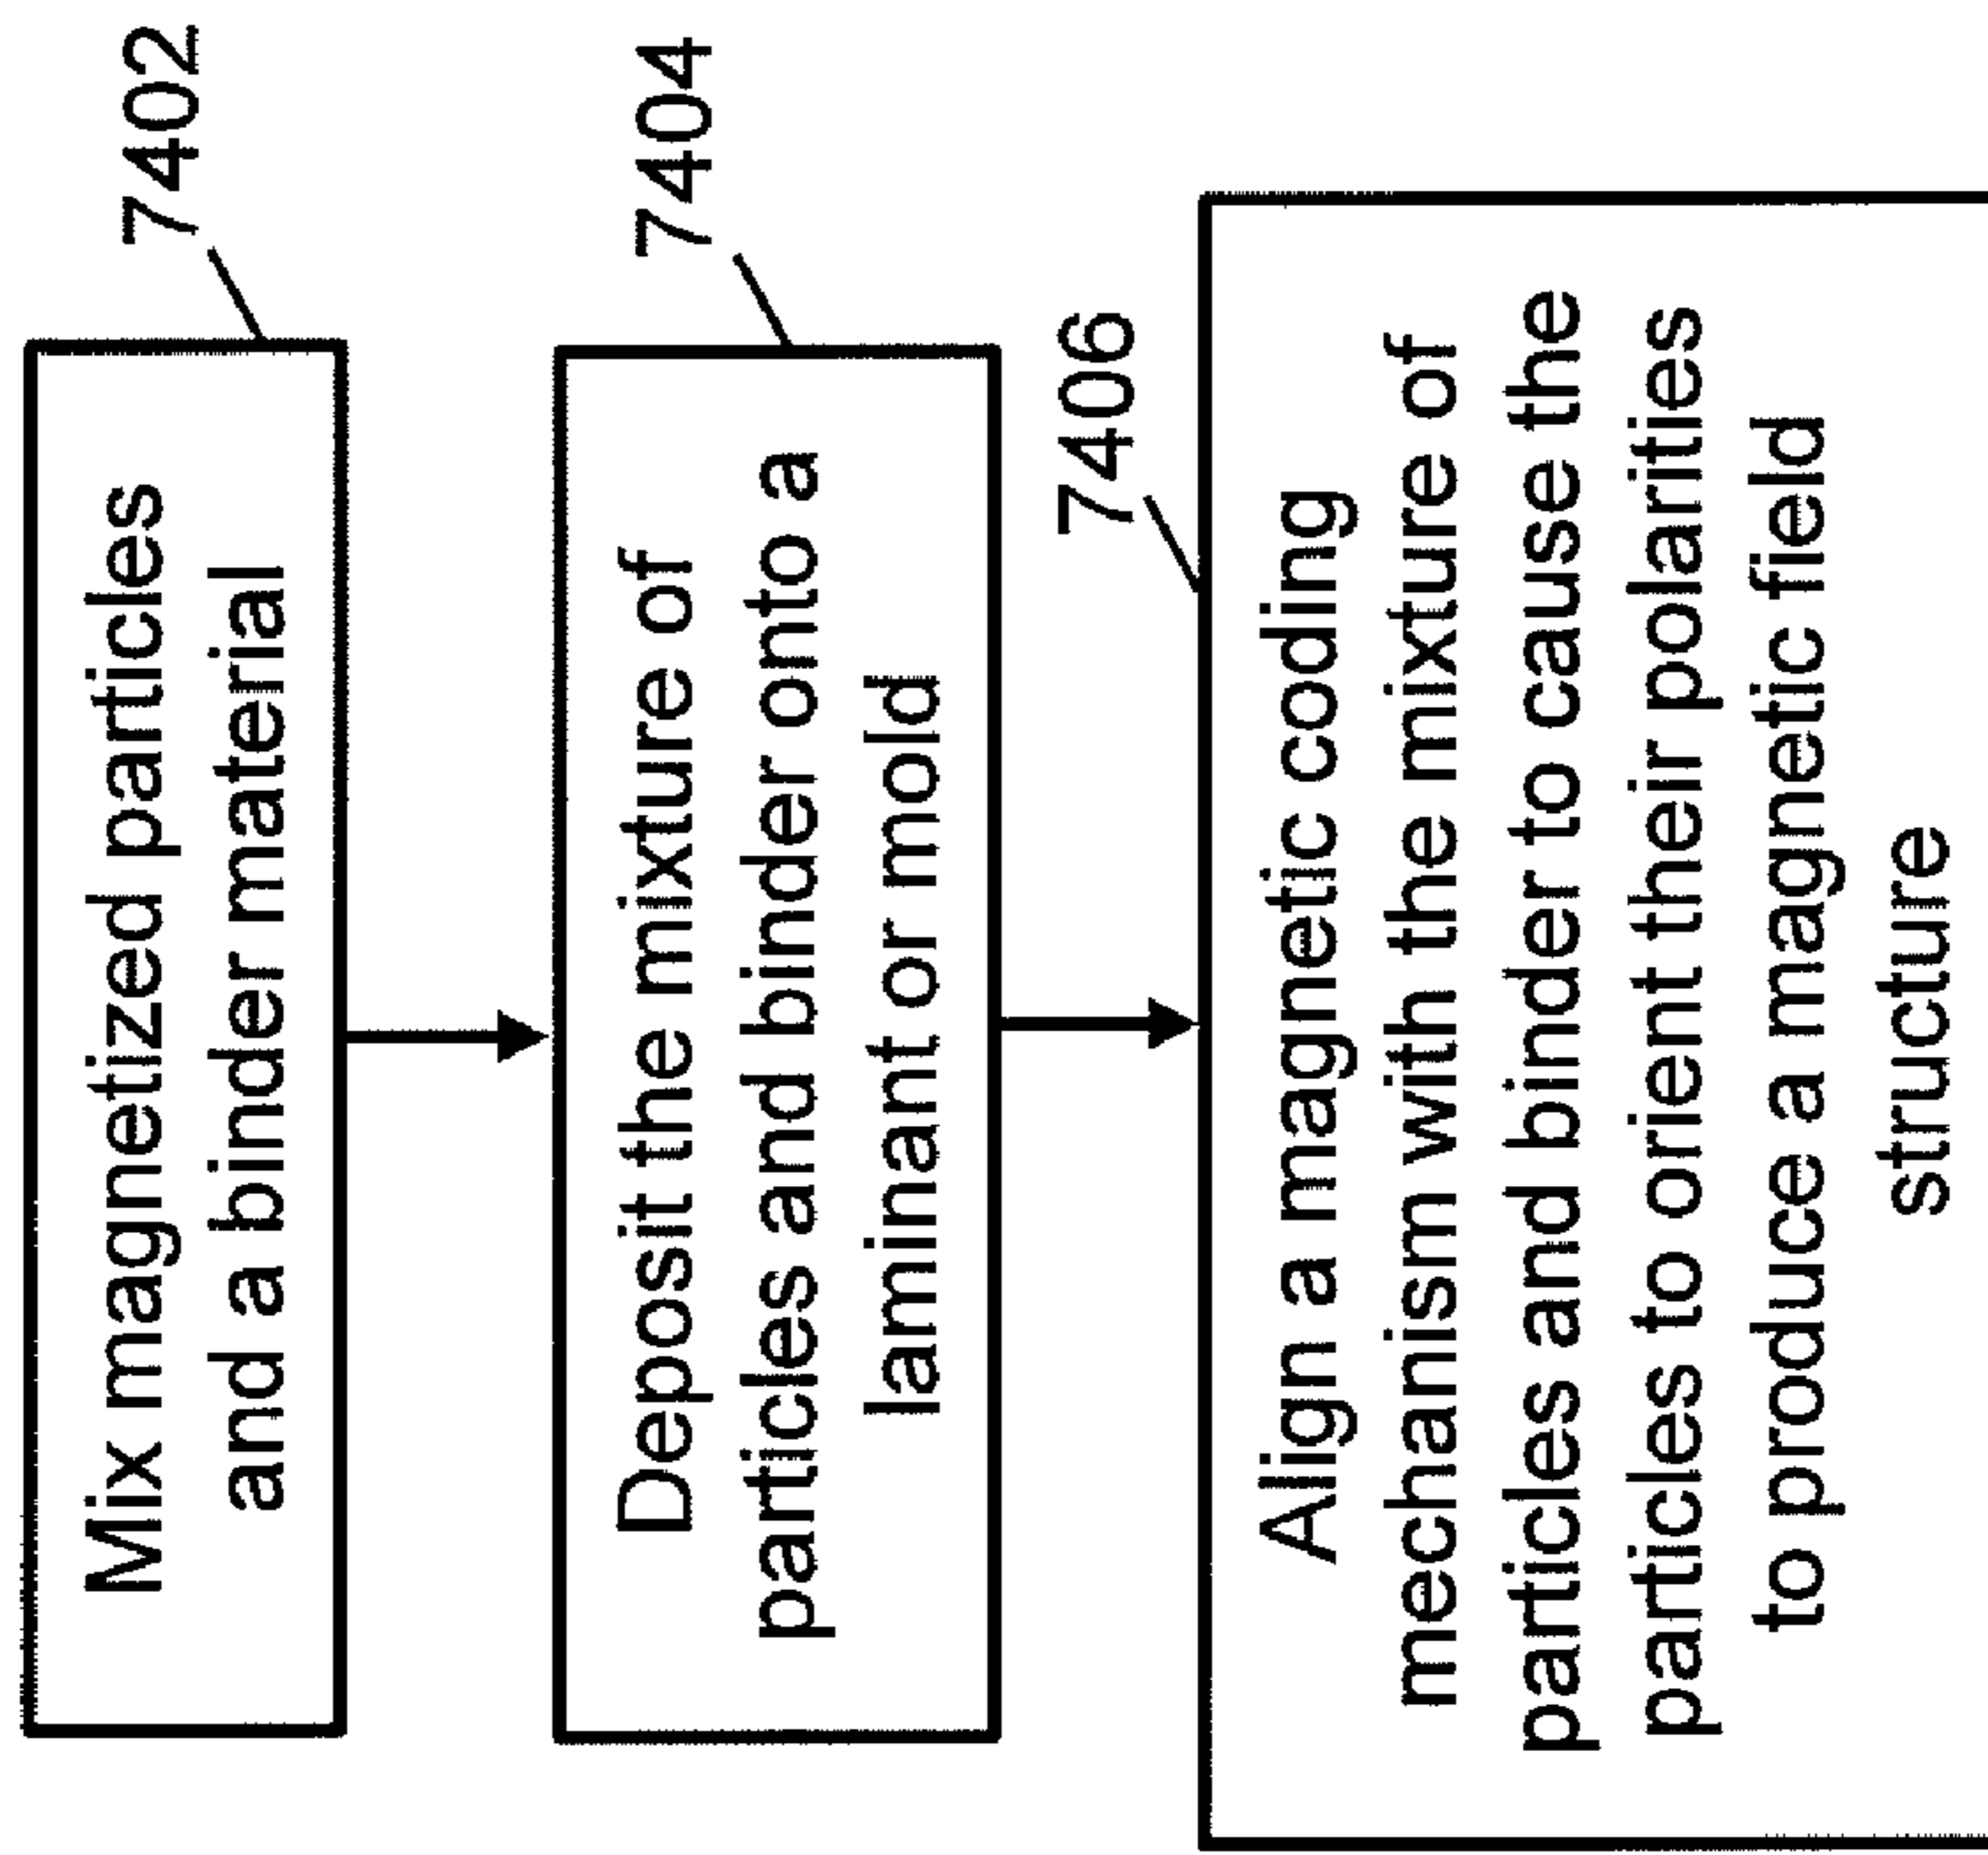 7402
Mix magnetized particles
and a binder material
7404
Deposit the mixture of
particles and binder onto a
laminant or mold
7406
Align a magnetic coding
mechanism with the mixture of
particles and binder to cause the
particles to orient their polarities
to produce a magnetic field
structure